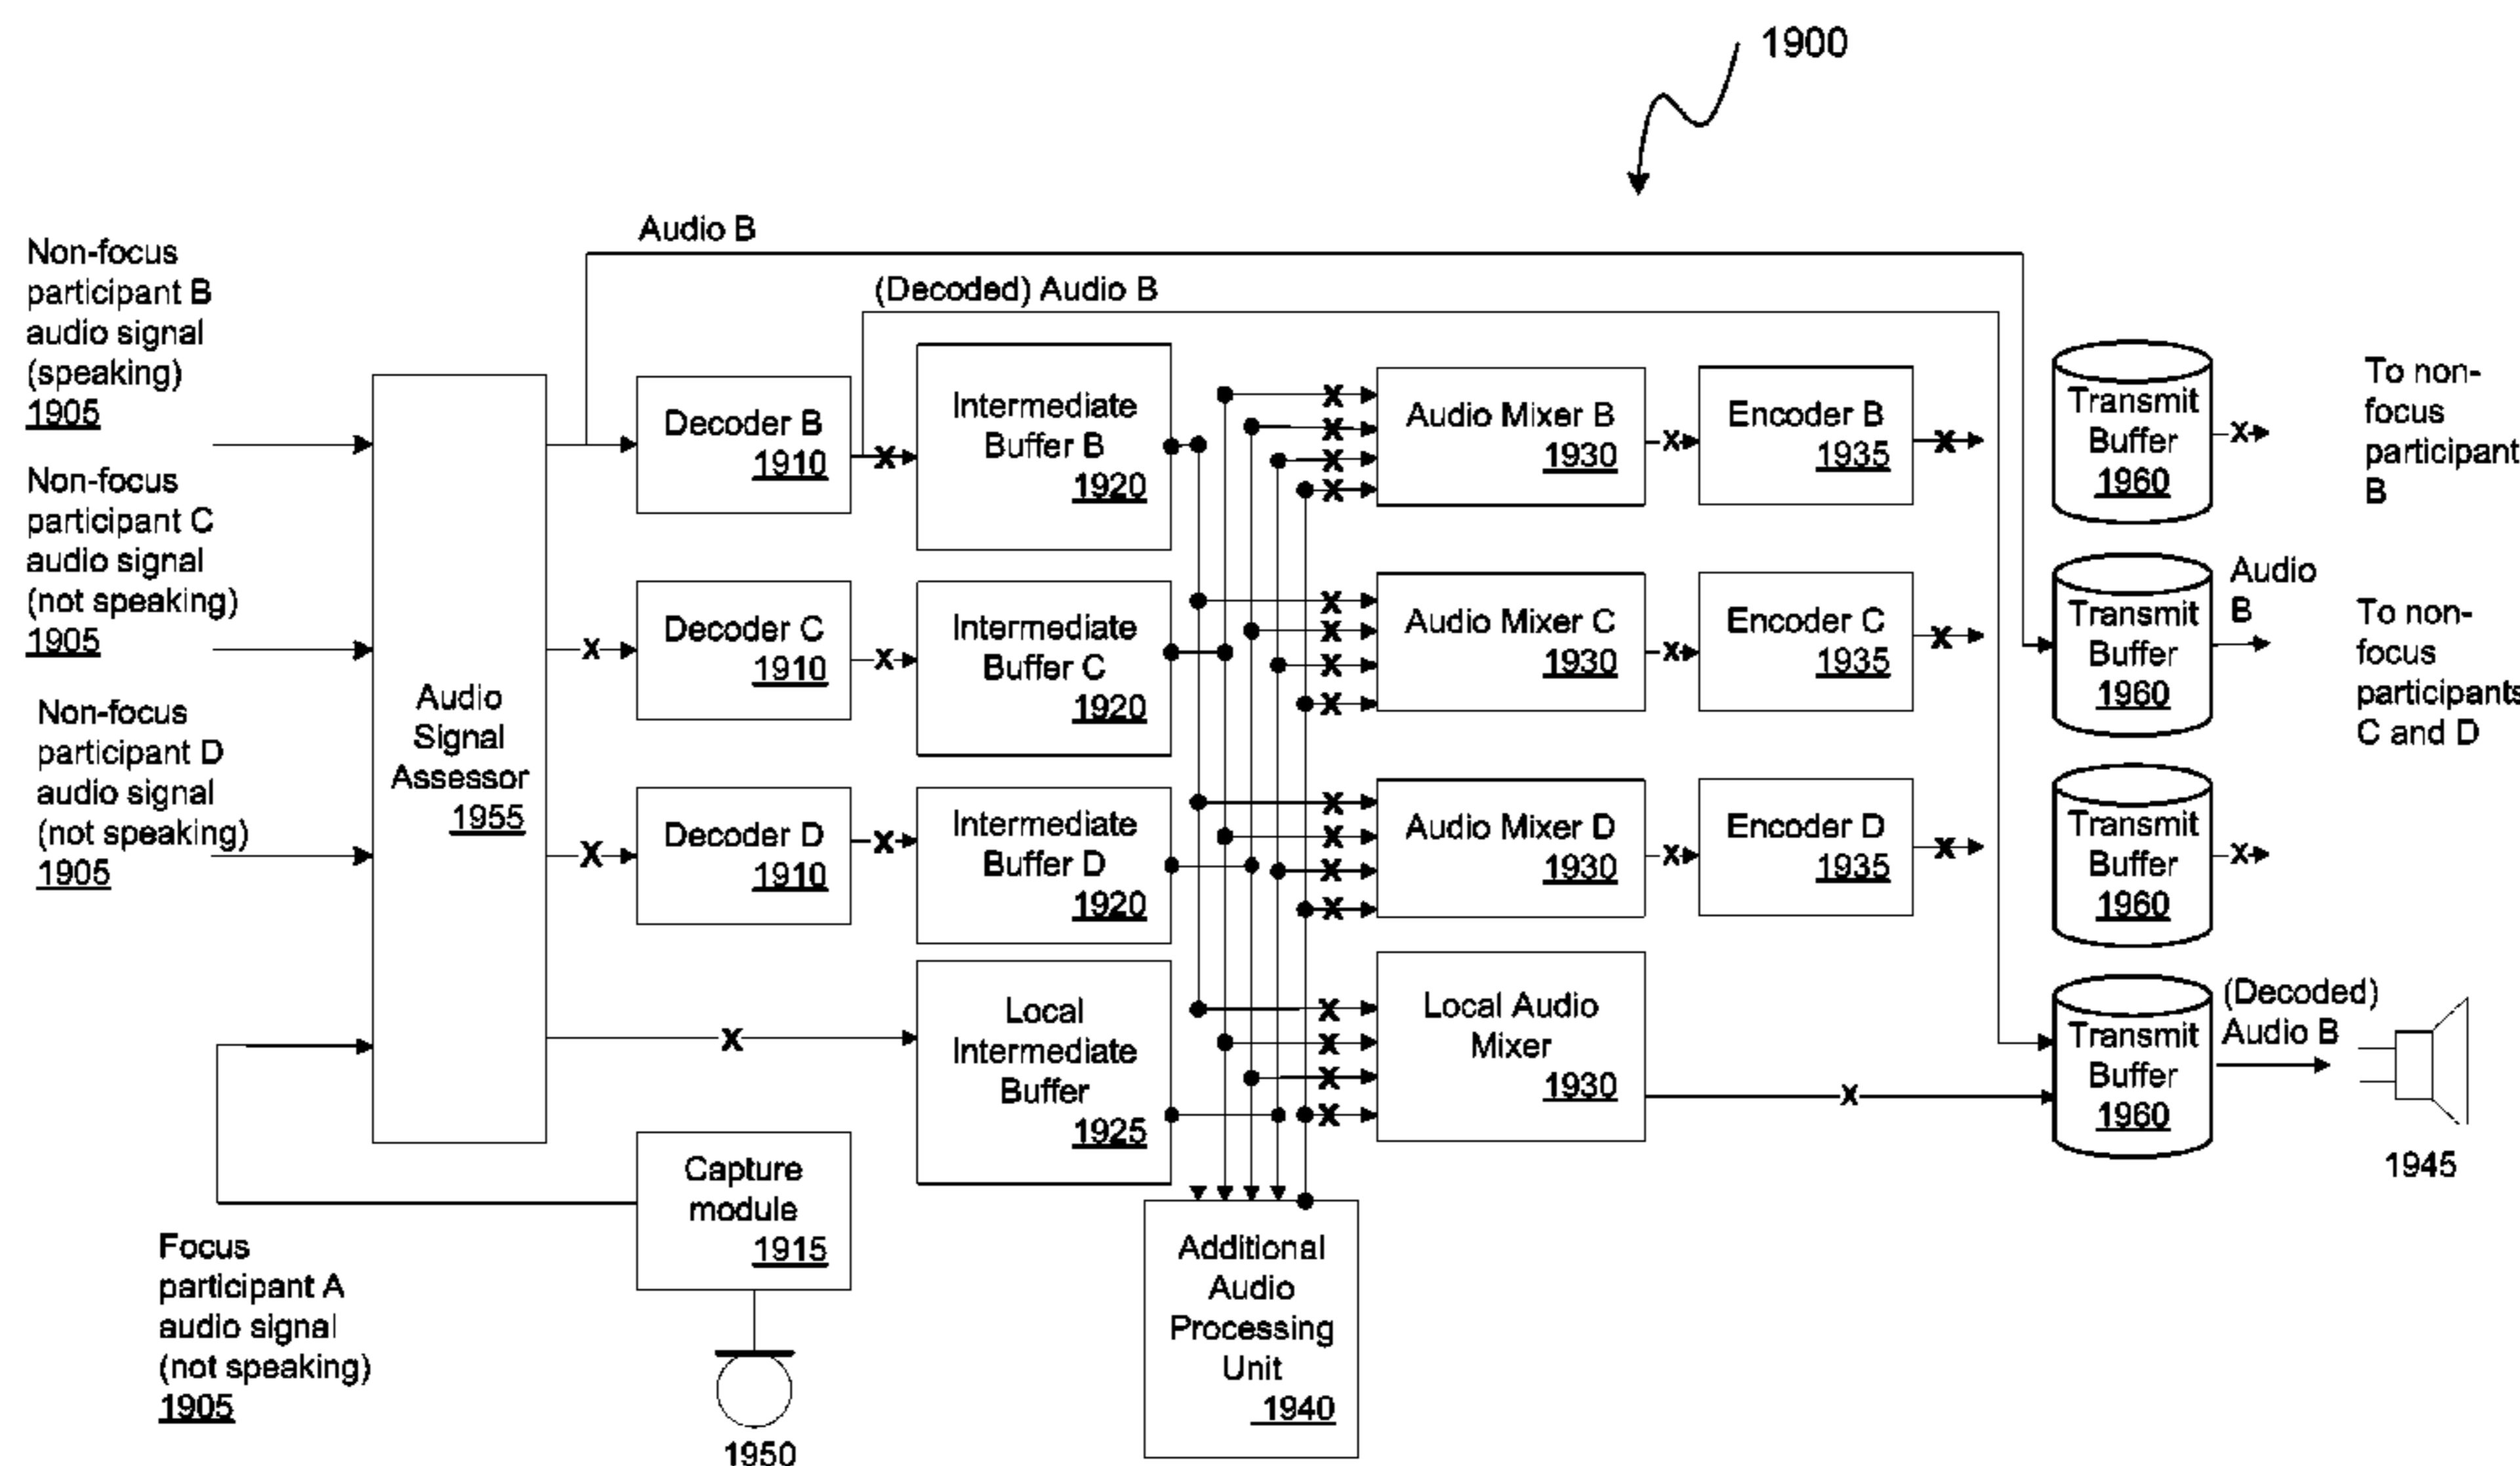 1900
Audio B
(Decoded) Audio B
Non-focus
participant B
audio signal
(speaking)
1905
Non-focus
participant C
audio signal
(not speaking)
1905
Non-focus
participant D
audio signal
(not speaking)
1905
Focus
participant A
audio signal
(not speaking)
1905
Audio
Signal
Assessor
1955
Decoder B
1910
Decoder C
1910
Decoder D
1910
Capture
module
1915
1950
Intermediate
Buffer B
1920
Intermediate
Buffer C
1920
Intermediate
Buffer D
1920
Local
Intermediate
Buffer
1925
Additional
Audio
Processing
Unit
1940
Audio Mixer B
1930
Audio Mixer C
1930
Audio Mixer D
1930
Local Audio
Mixer
1930
Encoder B
1935
Encoder C
1935
Encoder D
1935
Transmit
Buffer
1960
Transmit
Buffer
1960
Transmit
Buffer
1960
Transmit
Buffer
1960
To non-
focus
participant
B
Audio
B
To non-
focus
participants
C and D
(Decoded)
Audio B
1945